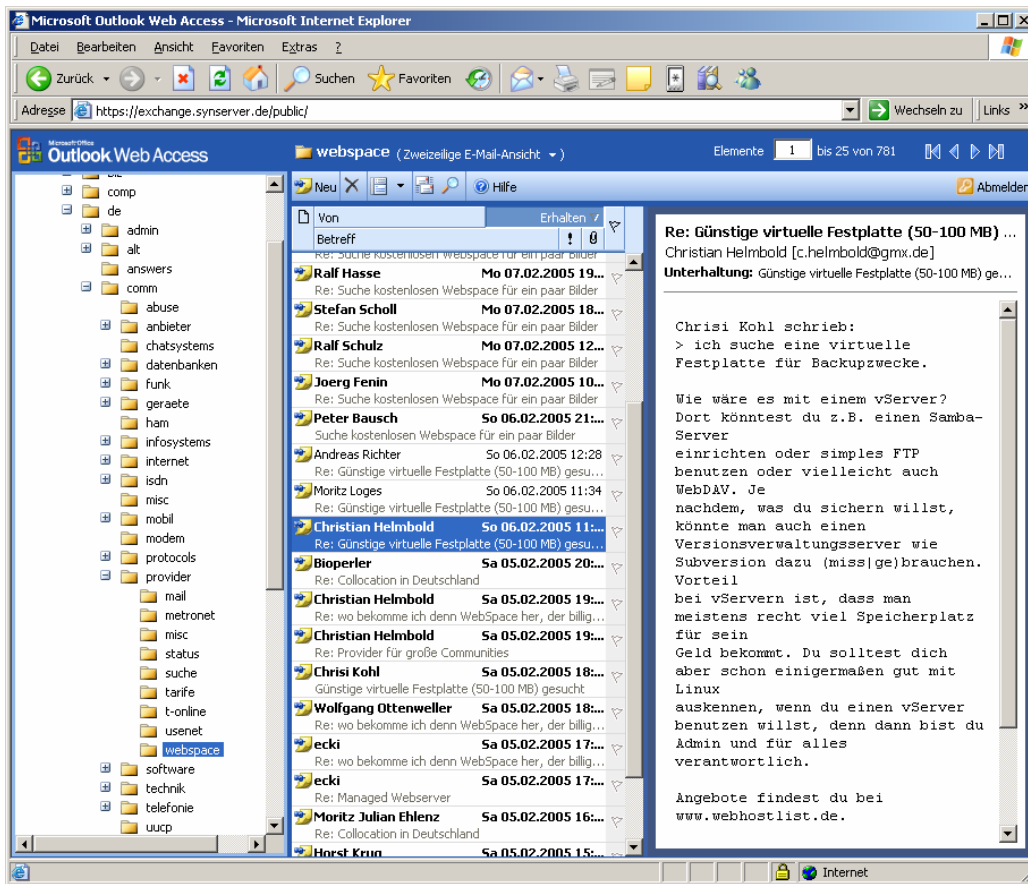 Microsoft Outlook Web Access - Microsoft Internet Explorer
Datei Bearbeiten Ansicht Favoriten Extras ?
Zurück Suchen Favoriten
Adresse https://exchange.synserver.de/public/ Wechseln zu Links »
Microsoft Office
Outlook Web Access
webspace (Zweizeilige E-Mail-Ansicht)
Elemente 1 bis 25 von 781
Neu Hilfe Abmelden
comp
de
admin
alt
answers
comm
abuse
anbieter
chatsystems
datenbanken
funk
geraete
ham
infosystems
internet
isdn
misc
mobil
modem
protocols
provider
mail
metronet
misc
status
suche
tarife
t-online
usenet
webspace
software
technik
telefonie
uucp
Von Erhalten
Betreff
Re: Suche kostenlosen Webspace für ein paar Bilder
Ralf Hasse Mo 07.02.2005 19...
Re: Suche kostenlosen Webspace für ein paar Bilder
Stefan Scholl Mo 07.02.2005 18...
Re: Suche kostenlosen Webspace für ein paar Bilder
Ralf Schulz Mo 07.02.2005 12...
Re: Suche kostenlosen Webspace für ein paar Bilder
Joerg Fenin Mo 07.02.2005 10...
Re: Suche kostenlosen Webspace für ein paar Bilder
Peter Bausch So 06.02.2005 21:...
Suche kostenlosen Webspace für ein paar Bilder
Andreas Richter So 06.02.2005 12:28
Re: Günstige virtuelle Festplatte (50-100 MB) gesu...
Moritz Loges So 06.02.2005 11:34
Re: Günstige virtuelle Festplatte (50-100 MB) gesu...
Christian Helmbold So 06.02.2005 11:...
Re: Günstige virtuelle Festplatte (50-100 MB) gesu...
Bioperler Sa 05.02.2005 20:...
Re: Collocation in Deutschland
Christian Helmbold Sa 05.02.2005 19:...
Re: wo bekomme ich denn WebSpace her, der billig...
Christian Helmbold Sa 05.02.2005 19:...
Re: Provider für große Communities
Chrisi Kohl Sa 05.02.2005 18:...
Günstige virtuelle Festplatte (50-100 MB) gesucht
Wolfgang Ottenweller Sa 05.02.2005 18:...
Re: wo bekomme ich denn WebSpace her, der billig...
ecki Sa 05.02.2005 17:...
Re: wo bekomme ich denn WebSpace her, der billig...
ecki Sa 05.02.2005 17:...
Re: Managed Webserver
Moritz Julian Ehlenz Sa 05.02.2005 16:...
Re: Collocation in Deutschland
Horst Krug Sa 05.02.2005 15:...
Re: Günstige virtuelle Festplatte (50-100 MB) ...
Christian Helmbold [c.helmbold@gmx.de]
Unterhaltung: Günstige virtuelle Festplatte (50-100 MB) ge...
Chrisi Kohl schrieb:
> ich suche eine virtuelle
Festplatte für Backupzwecke.
Wie wäre es mit einem vServer?
Dort könntest du z.B. einen Samba-
Server
einrichten oder simples FTP
benutzen oder vielleicht auch
WebDAV. Je
nachdem, was du sichern willst,
könnte man auch einen
Versionsverwaltungsserver wie
Subversion dazu (miss|ge)brauchen.
Vorteil
bei vServern ist, dass man
meistens recht viel Speicherplatz
für sein
Geld bekommt. Du solltest dich
aber schon einigermaßen gut mit
Linux
auskennen, wenn du einen vServer
benutzen willst, denn dann bist du
Admin und für alles
verantwortlich.
Angebote findest du bei
www.webhostlist.de.
Internet